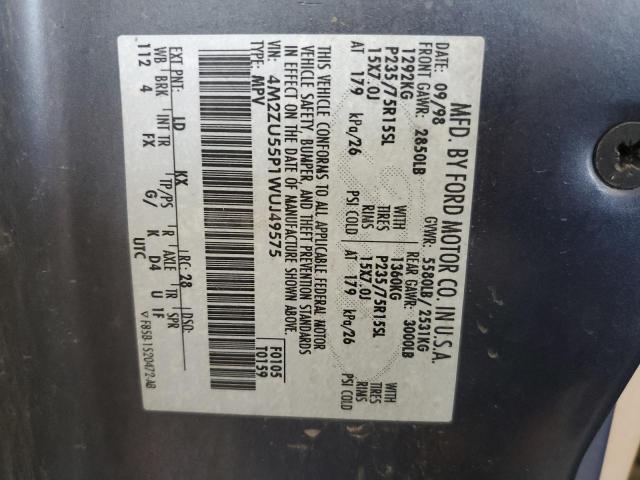 MFD. BY FORD MOTOR CO. IN U.S.A.
DATE: 09/98 GVWR: 5580LB/ 2531KG
FRONT GAWR: 2850LB REAR GAWR: 3000LB
1292KG WITH 1360KG WITH
P235/75R15SL TIRES P235/75R15SL TIRES
15X7.0J RIMS 15X7.0J RIMS
AT 179 kPa/26 PSI COLD AT 179 kPa/26 PSI COLD
THIS VEHICLE CONFORMS TO ALL APPLICABLE FEDERAL MOTOR
VEHICLE SAFETY, BUMPER, AND THEFT PREVENTION STANDARDS
IN EFFECT ON THE DATE OF MANUFACTURE SHOWN ABOVE.
4M2ZU55P1WUJ49575 F0105
TYPE: MPV T0159
EXT PNT: LD KX RC: 28 DSO:
WB BRK INT TR TP/PS R AXLE TR SPR
112 4 FX G/ K D4 U 1F
UTC
▽F85B-1520472-AB